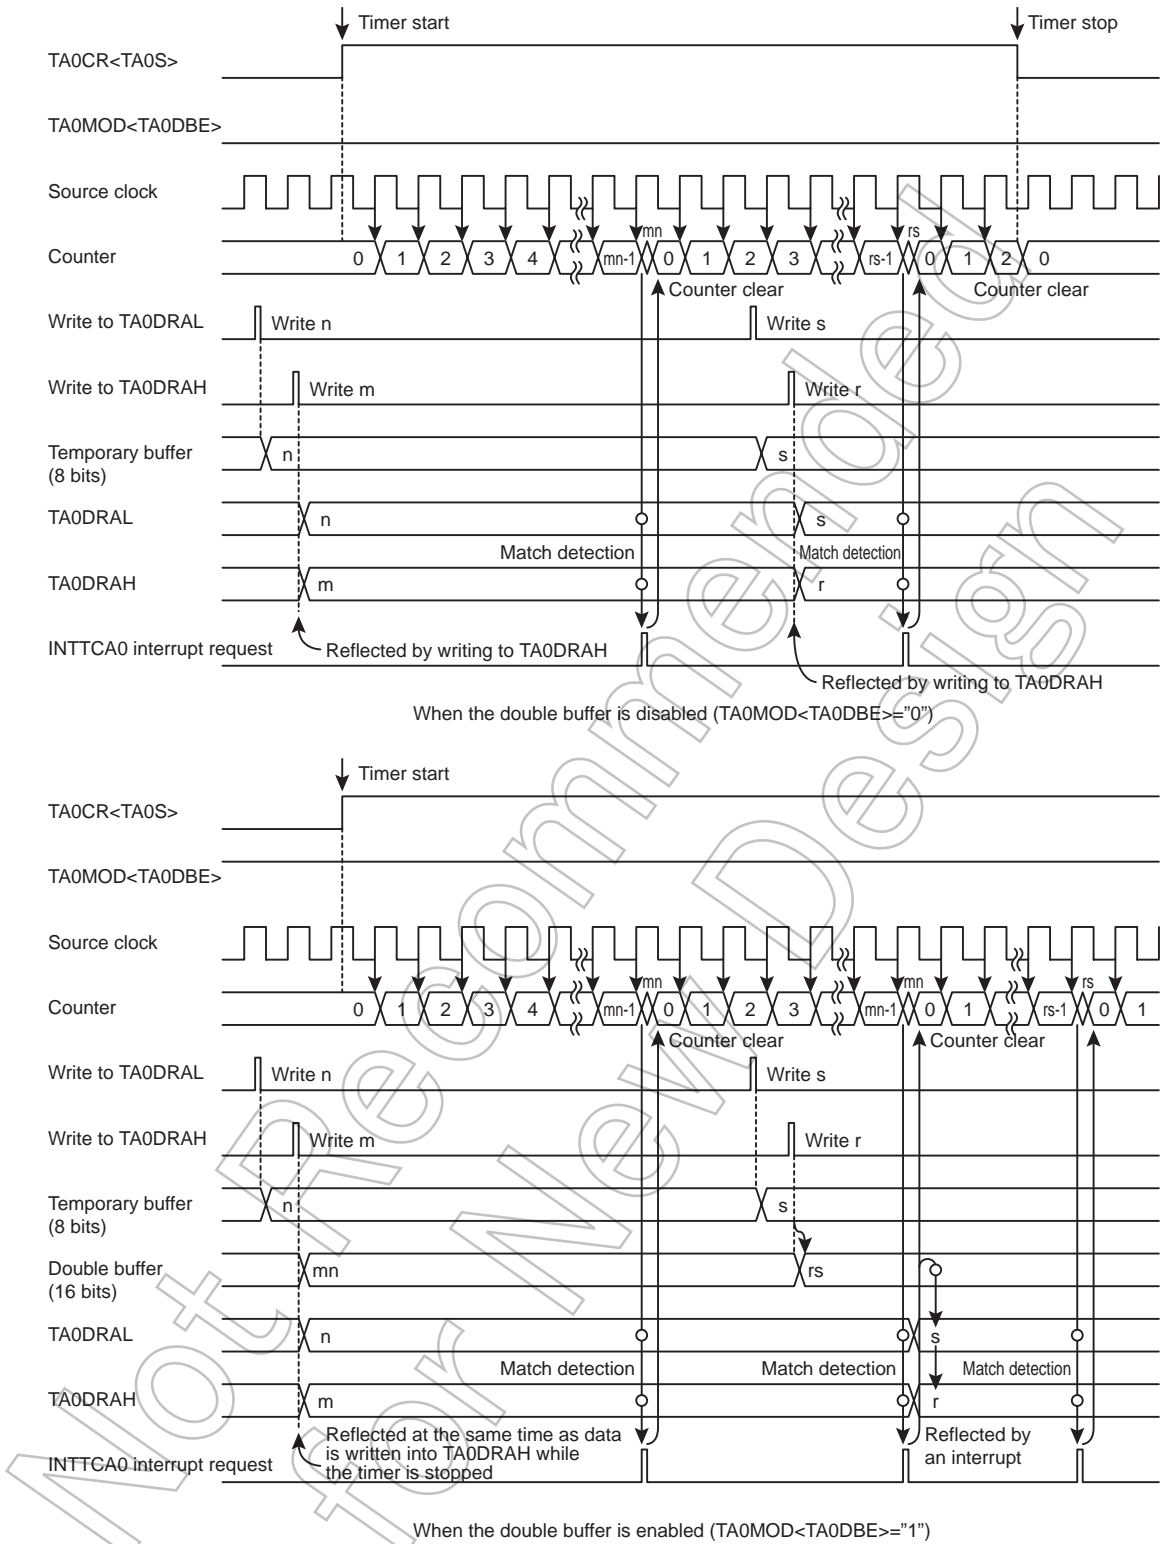 Timer start
Timer stop
TA0CR<TA0S>
TA0MOD<TA0DBE>
Source clock
mn
rs
Counter
0 1 2 3 4 mn-1 0 1 2 3 rs-1 0 1 2 0
Counter clear
Counter clear
Write to TA0DRAL
Write n
Write s
Write to TA0DRAH
Write m
Write r
Temporary buffer
(8 bits)
n
s
TA0DRAL
n
s
Match detection
Match detection
TA0DRAH
m
r
INTTCA0 interrupt request
Reflected by writing to TA0DRAH
Reflected by writing to TA0DRAH
When the double buffer is disabled (TA0MOD<TA0DBE>=”0”)
Timer start
TA0CR<TA0S>
TA0MOD<TA0DBE>
Source clock
mn
mn
rs
Counter
0 1 2 3 4 mn-1 0 1 2 3 mn-1 0 1 rs-1 0 1
Counter clear
Counter clear
Write to TA0DRAL
Write n
Write s
Write to TA0DRAH
Write m
Write r
Temporary buffer
(8 bits)
n
s
Double buffer
(16 bits)
mn
rs
TA0DRAL
n
s
Match detection
Match detection
Match detection
TA0DRAH
m
r
Reflected at the same time as data
is written into TA0DRAH while
the timer is stopped
Reflected by
an interrupt
INTTCA0 interrupt request
When the double buffer is enabled (TA0MOD<TA0DBE>=”1”)
Not Recommended
for New Design